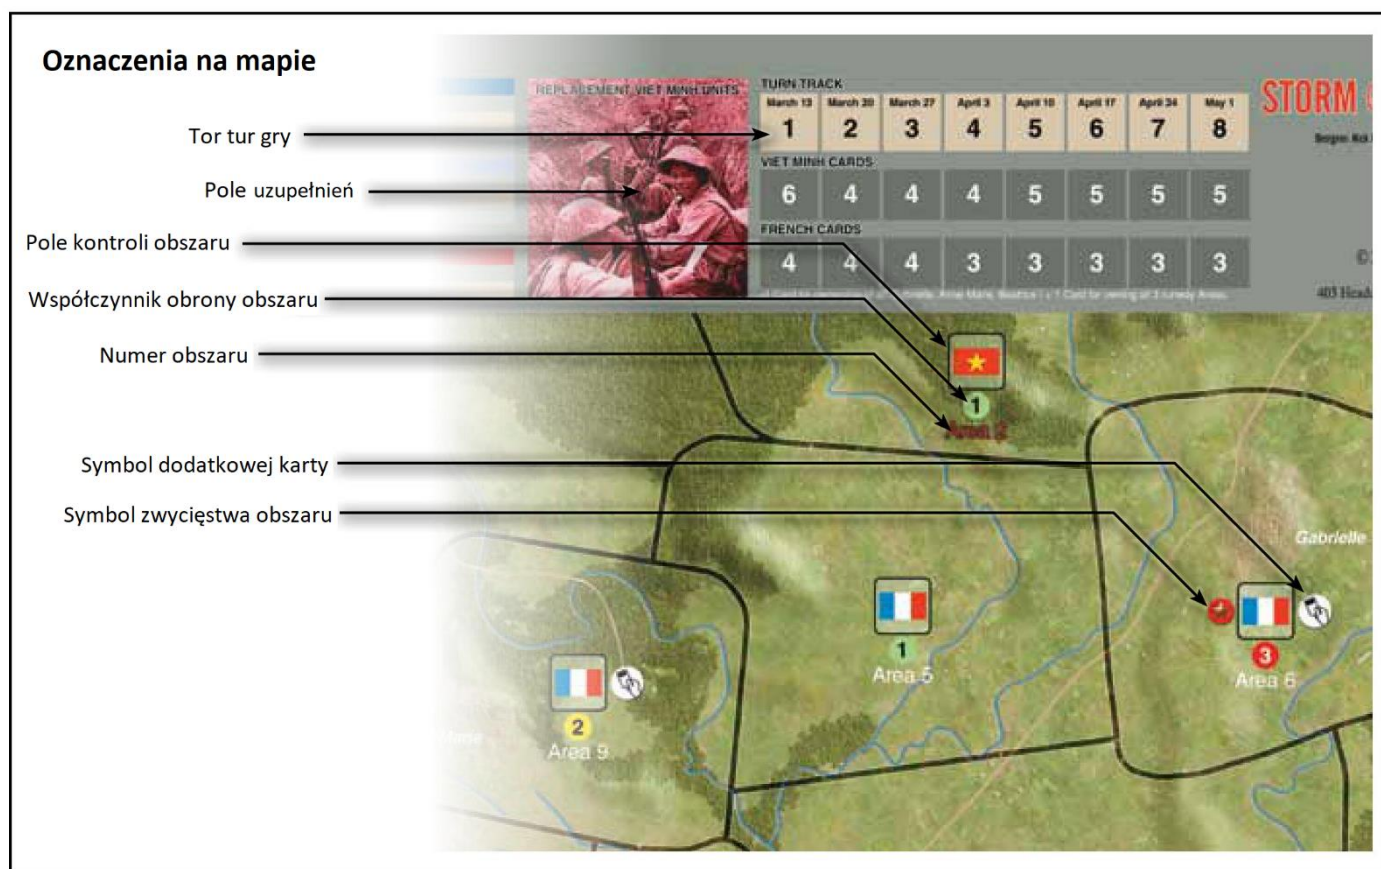 Oznaczenia na mapie
Tor tur gry
Pole uzupełnień
Pole kontroli obszaru
Współczynnik obrony obszaru
Numer obszaru
Symbol dodatkowej karty
Symbol zwycięstwa obszaru
REPLACEMENT VIET MINH UNITS
TURN TRACK
March 13 March 20 March 27 April 3 April 10 April 17 April 24 May 1
1 2 3 4 5 6 7 8
VIET MINH CARDS
6 4 4 4 5 5 5 5
FRENCH CARDS
4 4 4 3 3 3 3 3
STORM
1
Area 2
Gabrielle
1
Area 5
3
Area 6
2
Area 9